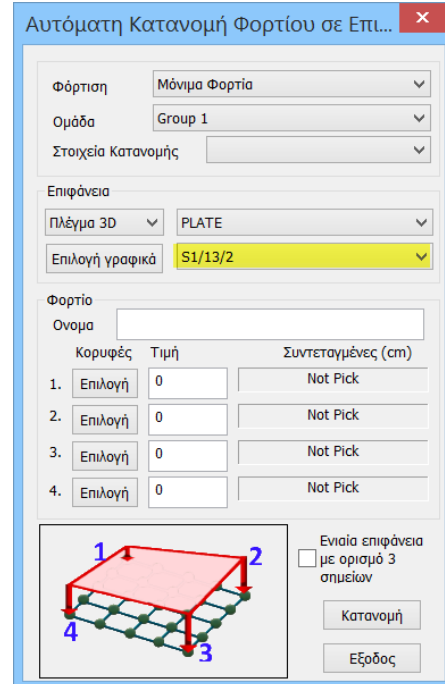 Αυτόματη Κατανομή Φορτίου σε Επι...
Φόρτιση Μόνιμα Φορτία
Ομάδα Group 1
Στοιχεία Κατανομής
Επιφάνεια
Πλέγμα 3D PLATE
Επιλογή γραφικά S1/13/2
Φορτίο
Ονομα
Κορυφές Τιμή Συντεταγμένες (cm)
1. Επιλογή 0 Not Pick
2. Επιλογή 0 Not Pick
3. Επιλογή 0 Not Pick
4. Επιλογή 0 Not Pick
1 2
4 3
Ενιαία επιφάνεια
με ορισμό 3
σημείων
Κατανομή
Εξοδος